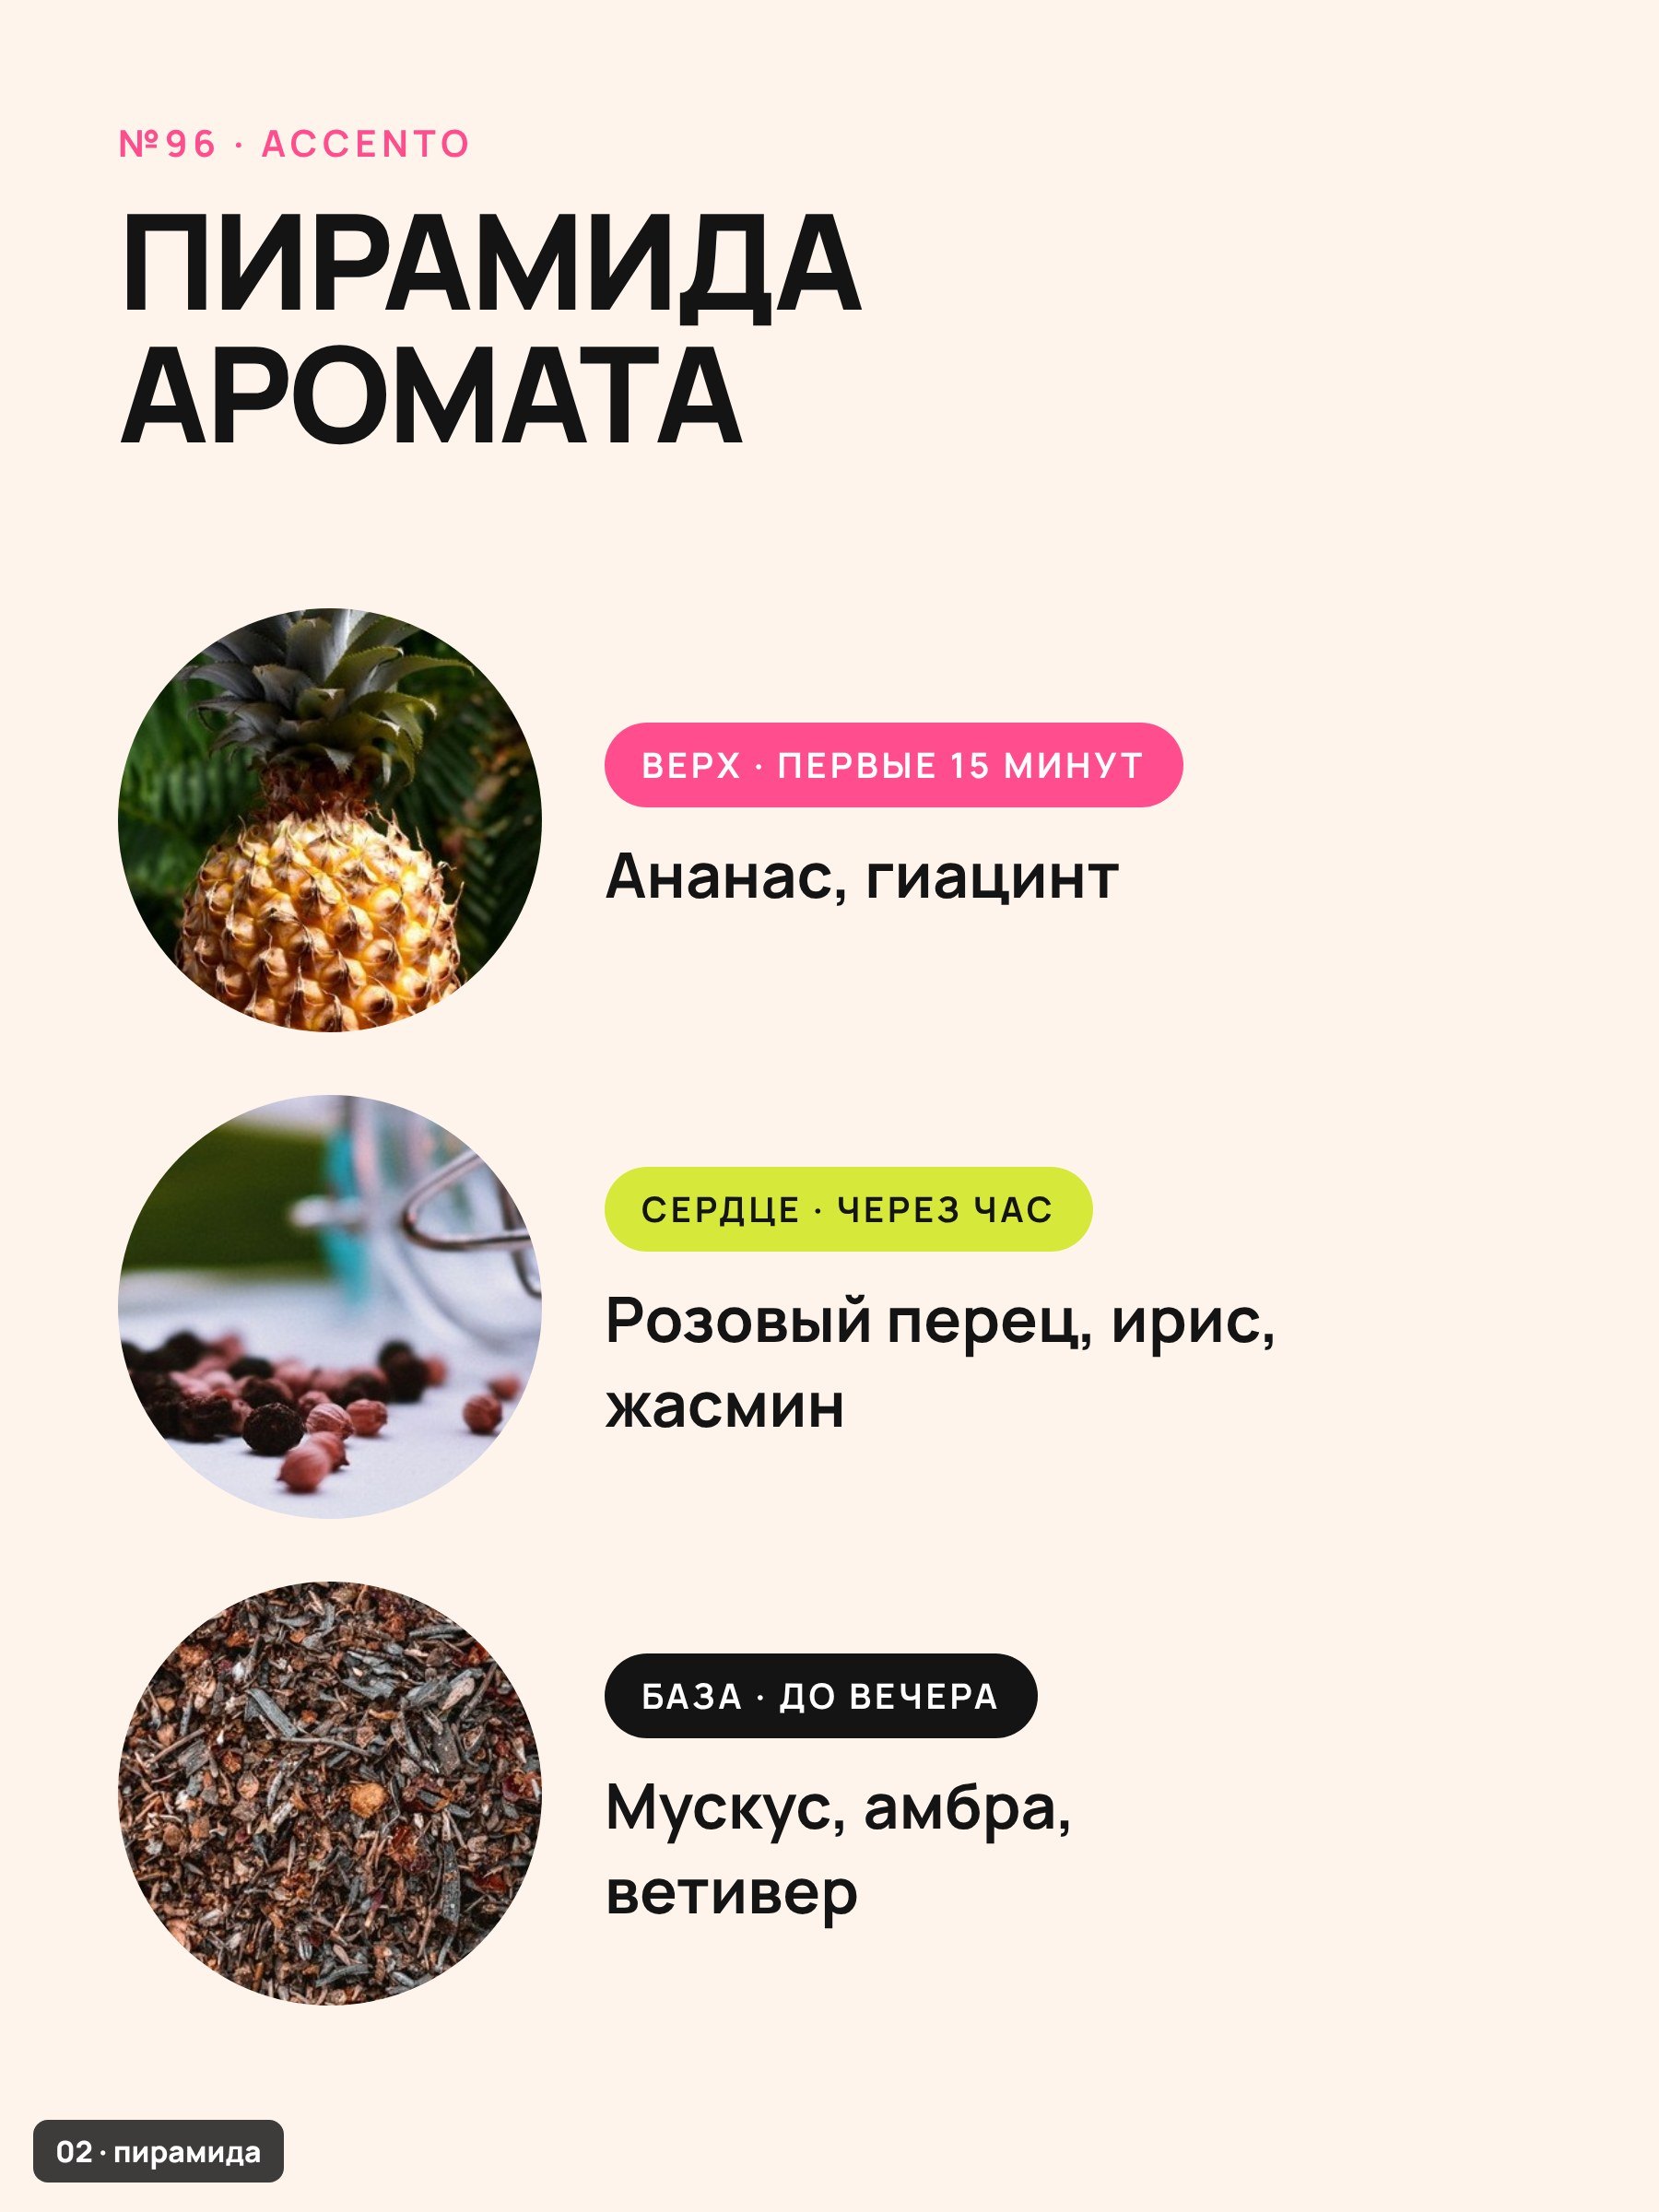 №96 · ACCENTO
ПИРАМИДА
АРОМАТА
ВЕРХ · ПЕРВЫЕ 15 МИНУТ
Ананас, гиацинт
СЕРДЦЕ · ЧЕРЕЗ ЧАС
Розовый перец, ирис,
жасмин
БАЗА · ДО ВЕЧЕРА
Мускус, амбра,
ветивер
02 · пирамида